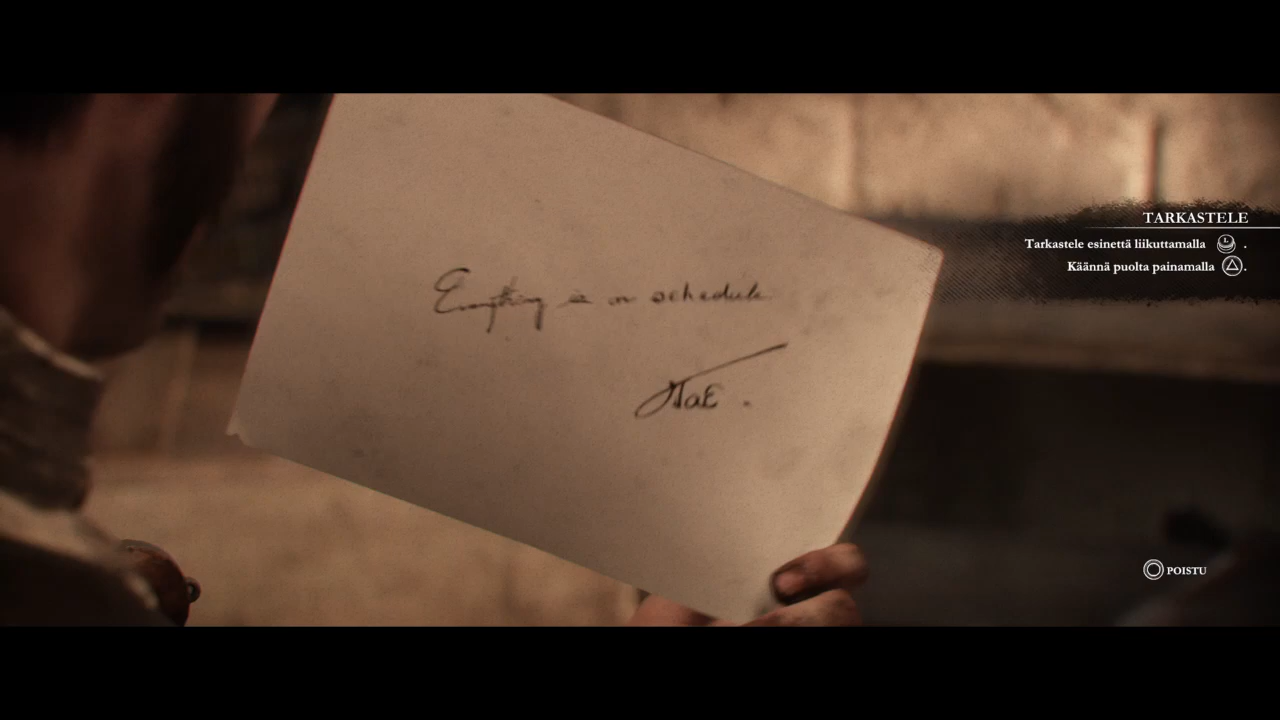 Everything is on schedule
TARKASTELE
Tarkastele esinettä liikuttamalla L .
Käännä puolta painamalla .
POISTU